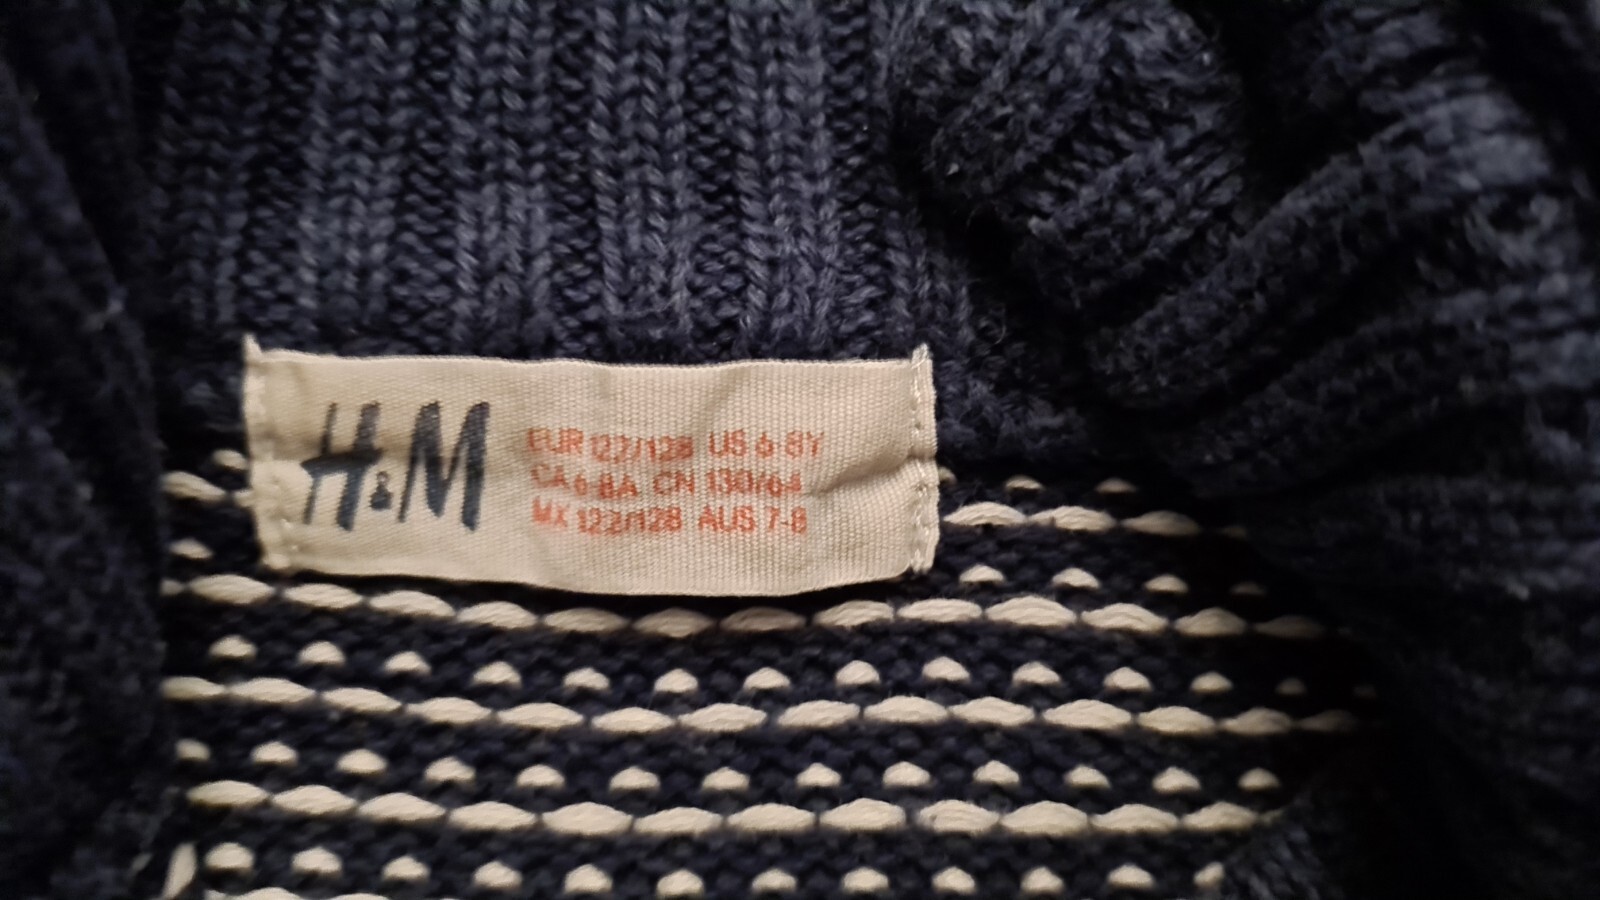 H&M
EUR 122/128 US 6-8Y
CA 6-8A CN 130/64
MX 122/128 AUS 7-8